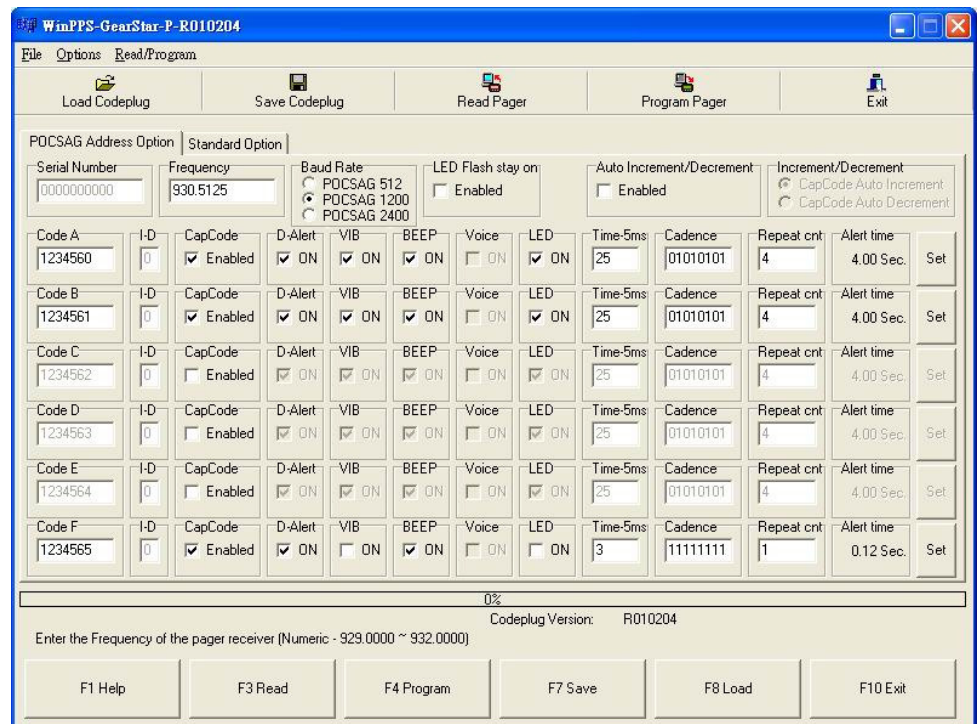 WinPPS-GearStar-P-R010204
File Options Read/Program
Load Codeplug Save Codeplug Read Pager Program Pager Exit
POCSAG Address Option Standard Option
Serial Number Frequency Baud Rate LED Flash stay on Auto Increment/Decrement Increment/Decrement
0000000000 930.5125 POCSAG 512 Enabled Enabled CapCode Auto Increment
POCSAG 1200 CapCode Auto Decrement
POCSAG 2400
Code A I-D CapCode D-Alert VIB BEEP Voice LED Time-5ms Cadence Repeat cnt Alert time
1234560 0 Enabled ON ON ON ON ON 25 01010101 4 4.00 Sec. Set
Code B I-D CapCode D-Alert VIB BEEP Voice LED Time-5ms Cadence Repeat cnt Alert time
1234561 0 Enabled ON ON ON ON ON 25 01010101 4 4.00 Sec. Set
Code C I-D CapCode D-Alert VIB BEEP Voice LED Time-5ms Cadence Repeat cnt Alert time
1234562 0 Enabled ON ON ON ON ON 25 01010101 4 4.00 Sec. Set
Code D I-D CapCode D-Alert VIB BEEP Voice LED Time-5ms Cadence Repeat cnt Alert time
1234563 0 Enabled ON ON ON ON ON 25 01010101 4 4.00 Sec. Set
Code E I-D CapCode D-Alert VIB BEEP Voice LED Time-5ms Cadence Repeat cnt Alert time
1234564 0 Enabled ON ON ON ON ON 25 01010101 4 4.00 Sec. Set
Code F I-D CapCode D-Alert VIB BEEP Voice LED Time-5ms Cadence Repeat cnt Alert time
1234565 0 Enabled ON ON ON ON ON 3 11111111 1 0.12 Sec. Set
0%
Codeplug Version: R010204
Enter the Frequency of the pager receiver (Numeric - 929.0000 ~ 932.0000)
F1 Help F3 Read F4 Program F7 Save F8 Load F10 Exit